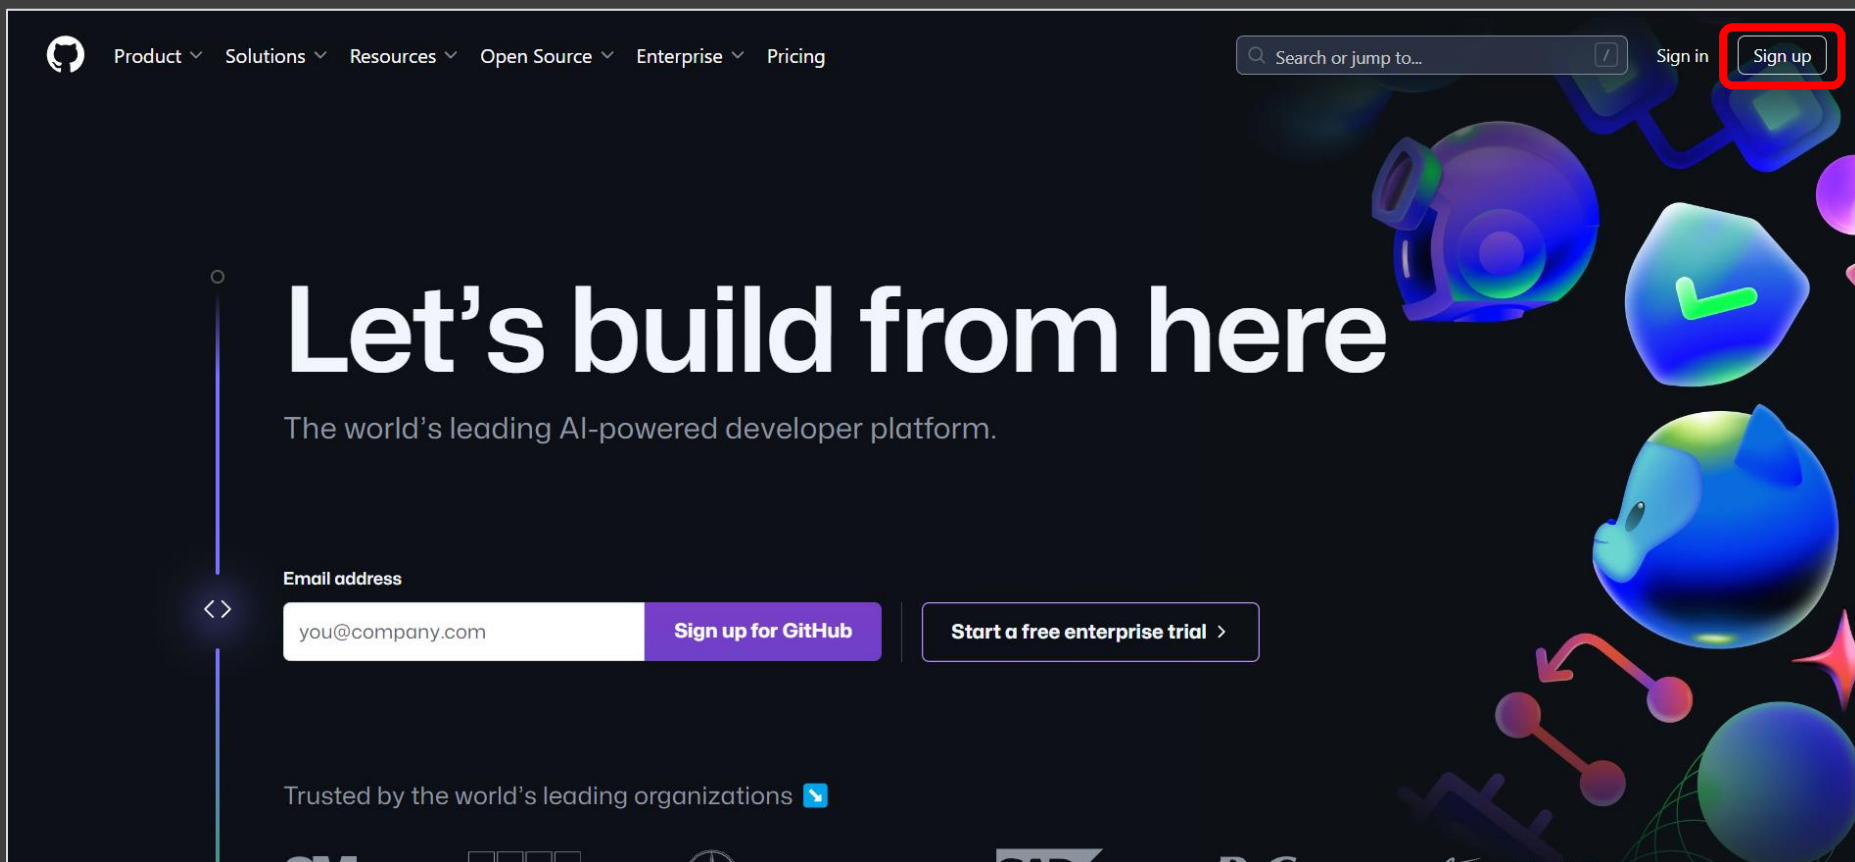 Product Solutions Resources Open Source Enterprise Pricing Search or jump to... / Sign in Sign up
Let's build from here
The world's leading AI-powered developer platform.
Email address
you@company.com Sign up for GitHub Start a free enterprise trial
Trusted by the world's leading organizations